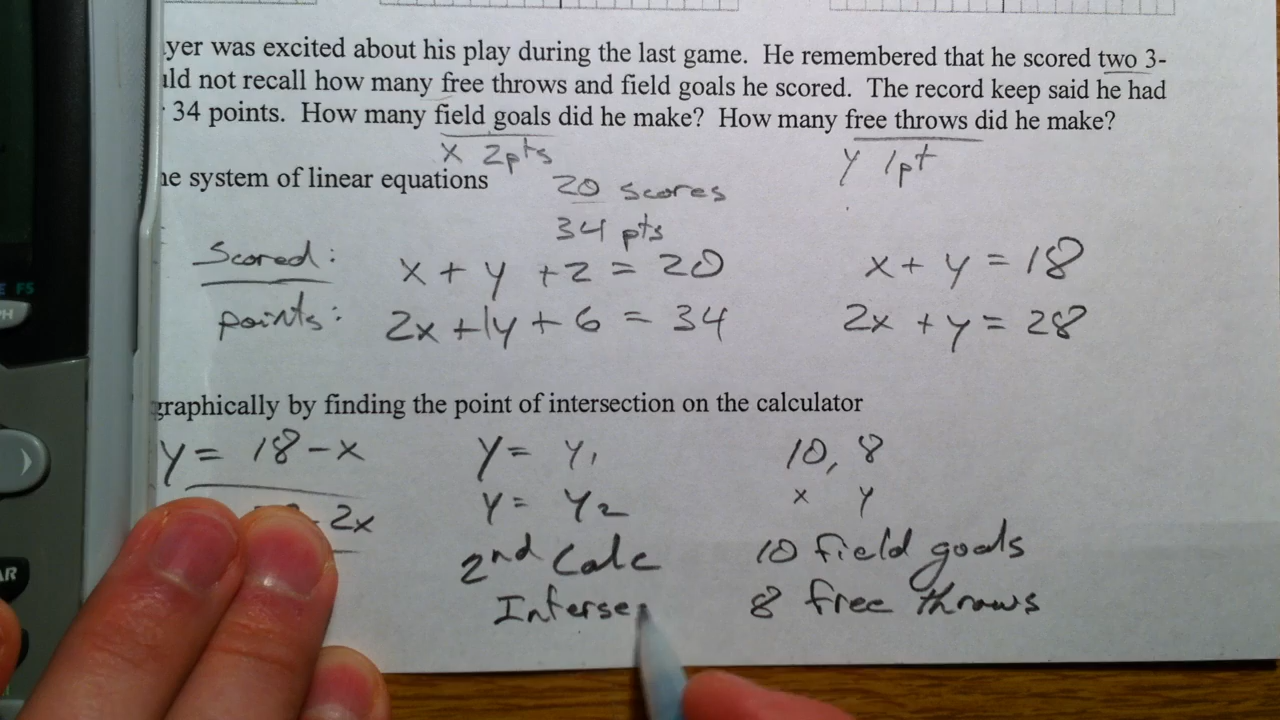 yer was excited about his play during the last game. He remembered that he scored two 3-
ld not recall how many free throws and field goals he scored. The record keep said he had
34 points. How many field goals did he make? How many free throws did he make?
x 2pts
y 1pt
he system of linear equations
20 scores
34 pts
Scored: x + y + 2 = 20
x + y = 18
points: 2x + 1y + 6 = 34
2x + y = 28
graphically by finding the point of intersection on the calculator
y = 18 - x
y = y1
10, 8
- 2x
y = y2
x y
2nd Calc
10 field goals
Interse
8 free throws
F5